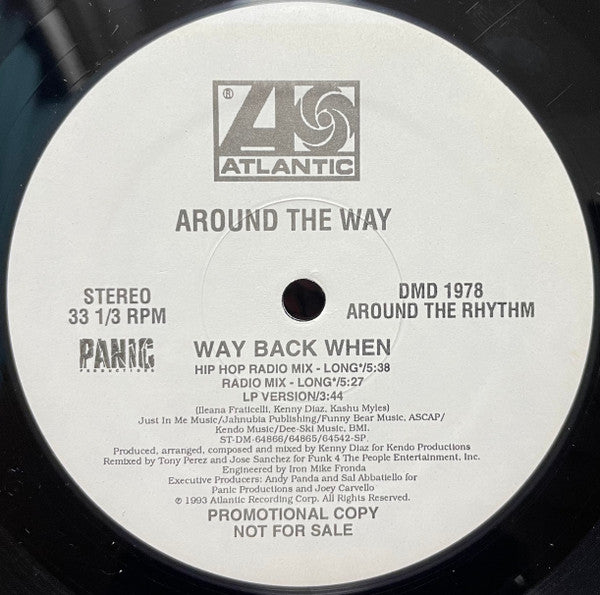 ®
ATLANTIC
AROUND THE WAY
STEREO
33 1/3 RPM
DMD 1978
AROUND THE RHYTHM
PANIC
PRODUCTIONS
WAY BACK WHEN
HIP HOP RADIO MIX - LONG*/5:38
RADIO MIX - LONG*/5:27
LP VERSION/3:44
(Ileana Fraticelli, Kenny Diaz, Kashu Myles)
Just In Me Music/Jahnubia Publishing/Funny Bear Music, ASCAP/
Kendo Music/Dee-Ski Music, BMI.
ST-DM-64866/64865/64542-SP
Produced, arranged, composed and mixed by Kenny Diaz for Kendo Productions
Remixed by Tony Perez and Jose Sanchez for Funk 4 The People Entertainment, Inc.
Engineered by Iron Mike Fronda
Executive Producers: Andy Panda and Sal Abbatiello for
Panic Productions and Joey Carvello
℗ 1993 Atlantic Recording Corp. All Rights Reserved.
PROMOTIONAL COPY
NOT FOR SALE